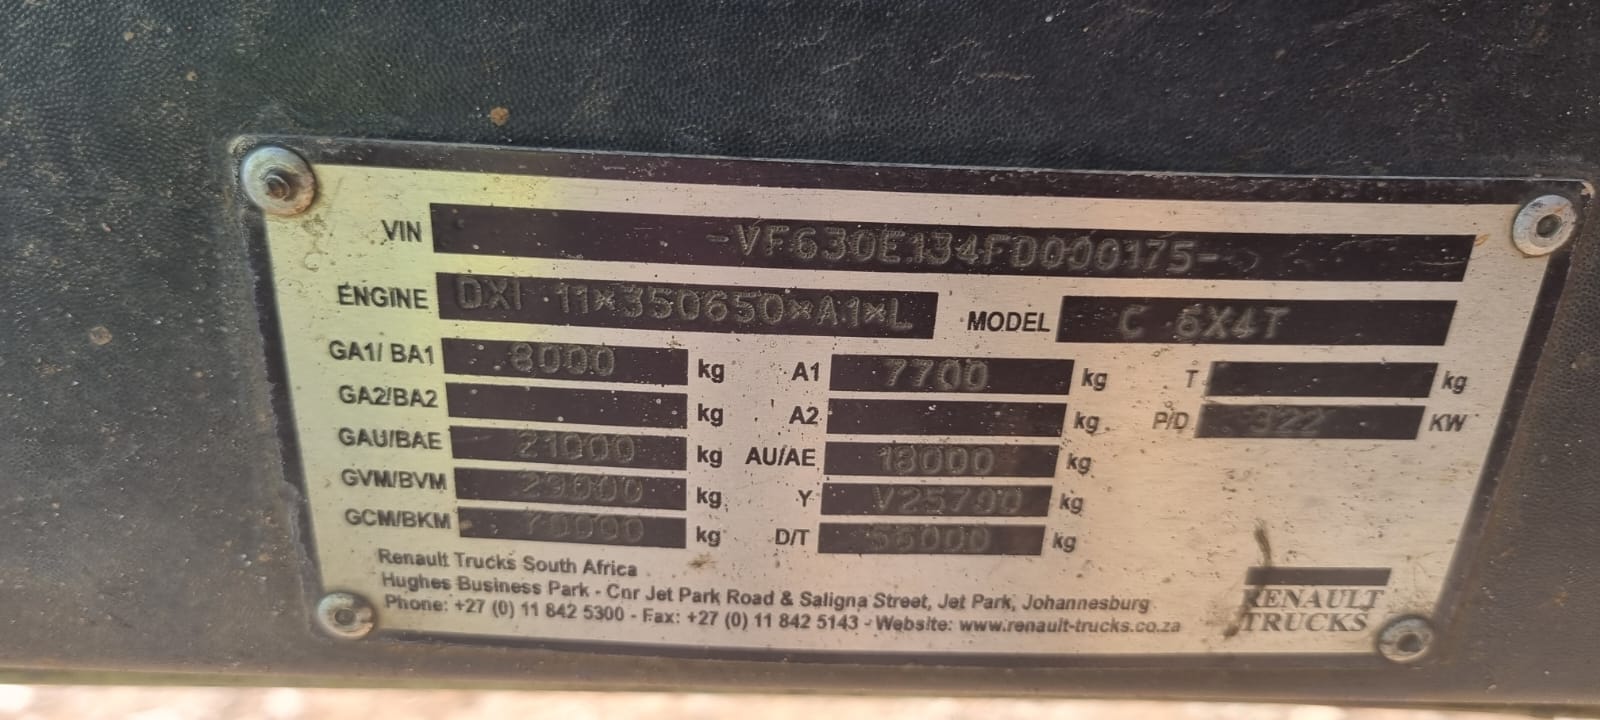 VIN -VF630E134FD000175-
ENGINE DXI 11*350650*A1*L MODEL C 6X4T
GA1/ BA1 8000 kg A1 7700 kg T kg
GA2/BA2 kg A2 kg P/D 322 KW
GAU/BAE 21000 kg AU/AE 18000 kg
GVM/BVM 29000 kg Y V25700 kg
GCM/BKM 70000 kg D/T 56000 kg
Renault Trucks South Africa
Hughes Business Park - Cnr Jet Park Road & Saligna Street, Jet Park, Johannesburg
Phone: +27 (0) 11 842 5300 - Fax: +27 (0) 11 842 5143 - Website: www.renault-trucks.co.za
RENAULT
TRUCKS